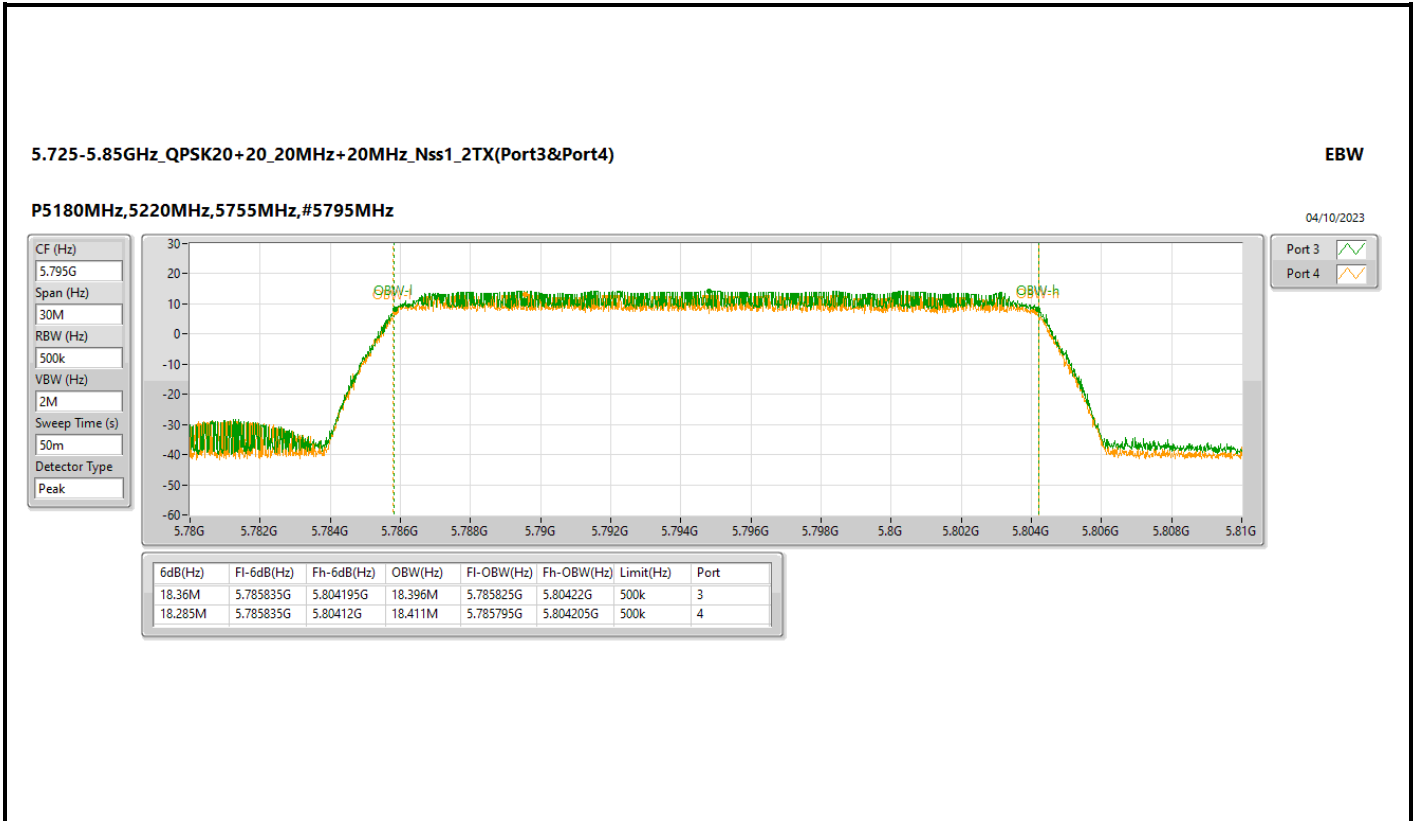 5.725-5.85GHz_QPSK20+20_20MHz+20MHz_Nss1_2TX(Port3&Port4) EBW
P5180MHz,5220MHz,5755MHz,#5795MHz
04/10/2023
CF (Hz)
5.795G
Span (Hz)
30M
RBW (Hz)
500k
VBW (Hz)
2M
Sweep Time (s)
50m
Detector Type
Peak
30
20
10
0
-10
-20
-30
-40
-50
-60
OBW-l OBW-h
5.78G 5.782G 5.784G 5.786G 5.788G 5.79G 5.792G 5.794G 5.796G 5.798G 5.8G 5.802G 5.804G 5.806G 5.808G 5.81G
Port 3
Port 4
6dB(Hz) Fl-6dB(Hz) Fh-6dB(Hz) OBW(Hz) Fl-OBW(Hz) Fh-OBW(Hz) Limit(Hz) Port
18.36M 5.785835G 5.804195G 18.396M 5.785825G 5.80422G 500k 3
18.285M 5.785835G 5.80412G 18.411M 5.785795G 5.804205G 500k 4